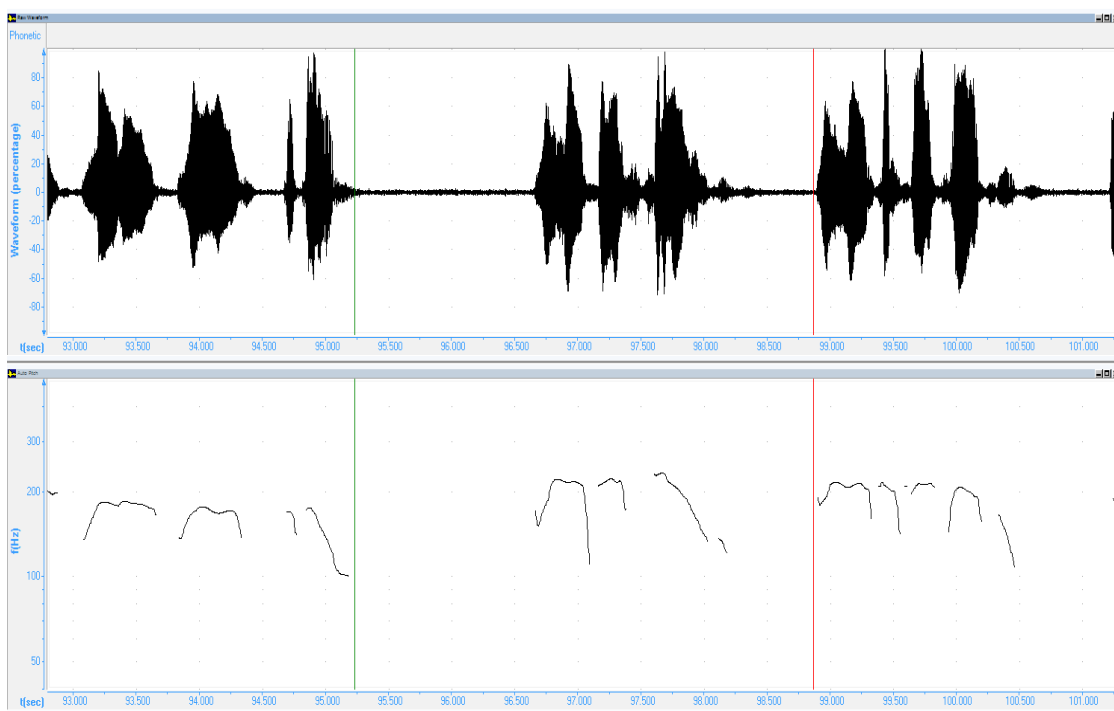 Raw Waveform
Phonetic
80
60
40
20
0
-20
-40
-60
-80
Waveform (percentage)
t(sec) 93.000 93.500 94.000 94.500 95.000 95.500 96.000 96.500 97.000 97.500 98.000 98.500 99.000 99.500 100.000 100.500 101.000
Auto Pitch
300
200
100
50
f(Hz)
t(sec) 93.000 93.500 94.000 94.500 95.000 95.500 96.000 96.500 97.000 97.500 98.000 98.500 99.000 99.500 100.000 100.500 101.000